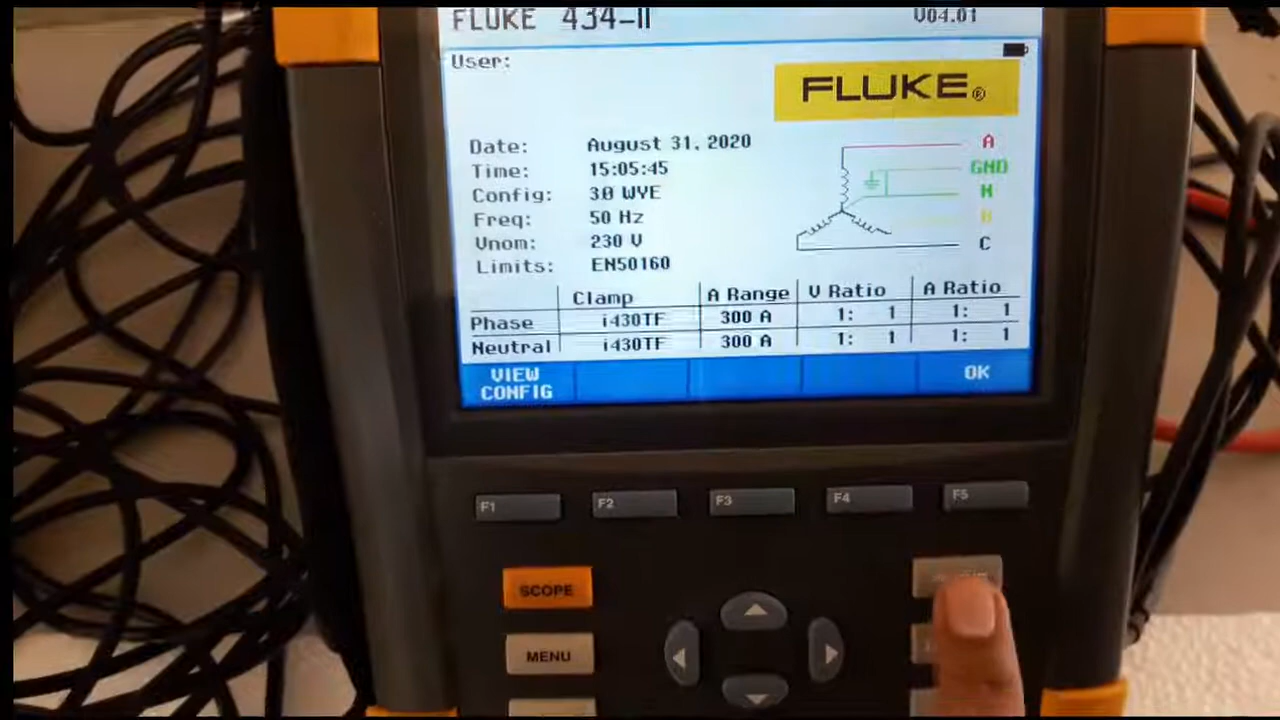 FLUKE 434-II V04.01
User:
FLUKE®
Date: August 31, 2020
Time: 15:05:45
Config: 3Ø WYE
Freq: 50 Hz
Vnom: 230 V
Limits: EN50160
A
GND
N
B
C
Clamp A Range V Ratio A Ratio
Phase i430TF 300 A 1: 1 1: 1
Neutral i430TF 300 A 1: 1 1: 1
VIEW CONFIG OK
F1 F2 F3 F4 F5
SCOPE
MENU